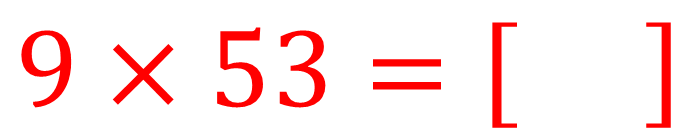 9 × 53 = [ ]